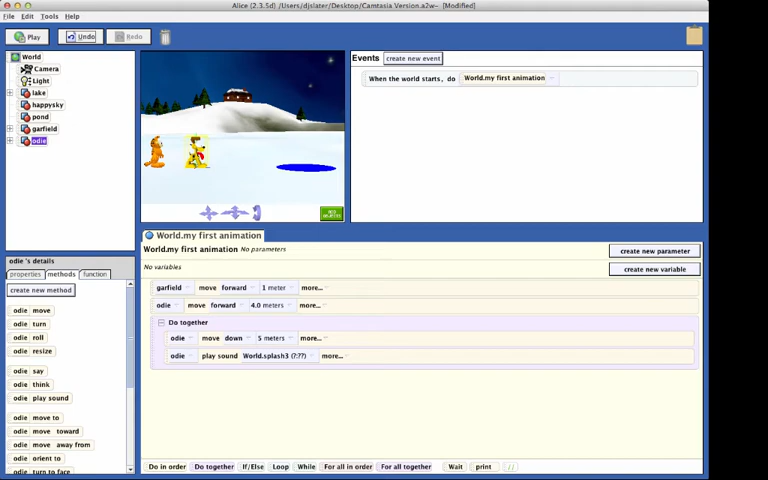 Alice (2.3.5d) /Users/djslater/Desktop/Camtasia Version.a2w~ [Modified]
File Edit Tools Help
Play Undo Redo
World
Camera
Light
lake
happysky
pond
garfield
odie
Events create new event
When the world starts, do World.my first animation
odie 's details
properties methods function
create new method
odie move
odie turn
odie roll
odie resize
odie say
odie think
odie play sound
odie move to
odie move toward
odie move away from
odie orient to
odie turn to face
World.my first animation
World.my first animation No parameters
create new parameter
No variables
create new variable
garfield move forward 1 meter more...
odie move forward 4.0 meters more...
Do together
odie move down 5 meters more...
odie play sound World.splash3 (?:??) more...
Do in order Do together If/Else Loop While For all in order For all together Wait print //